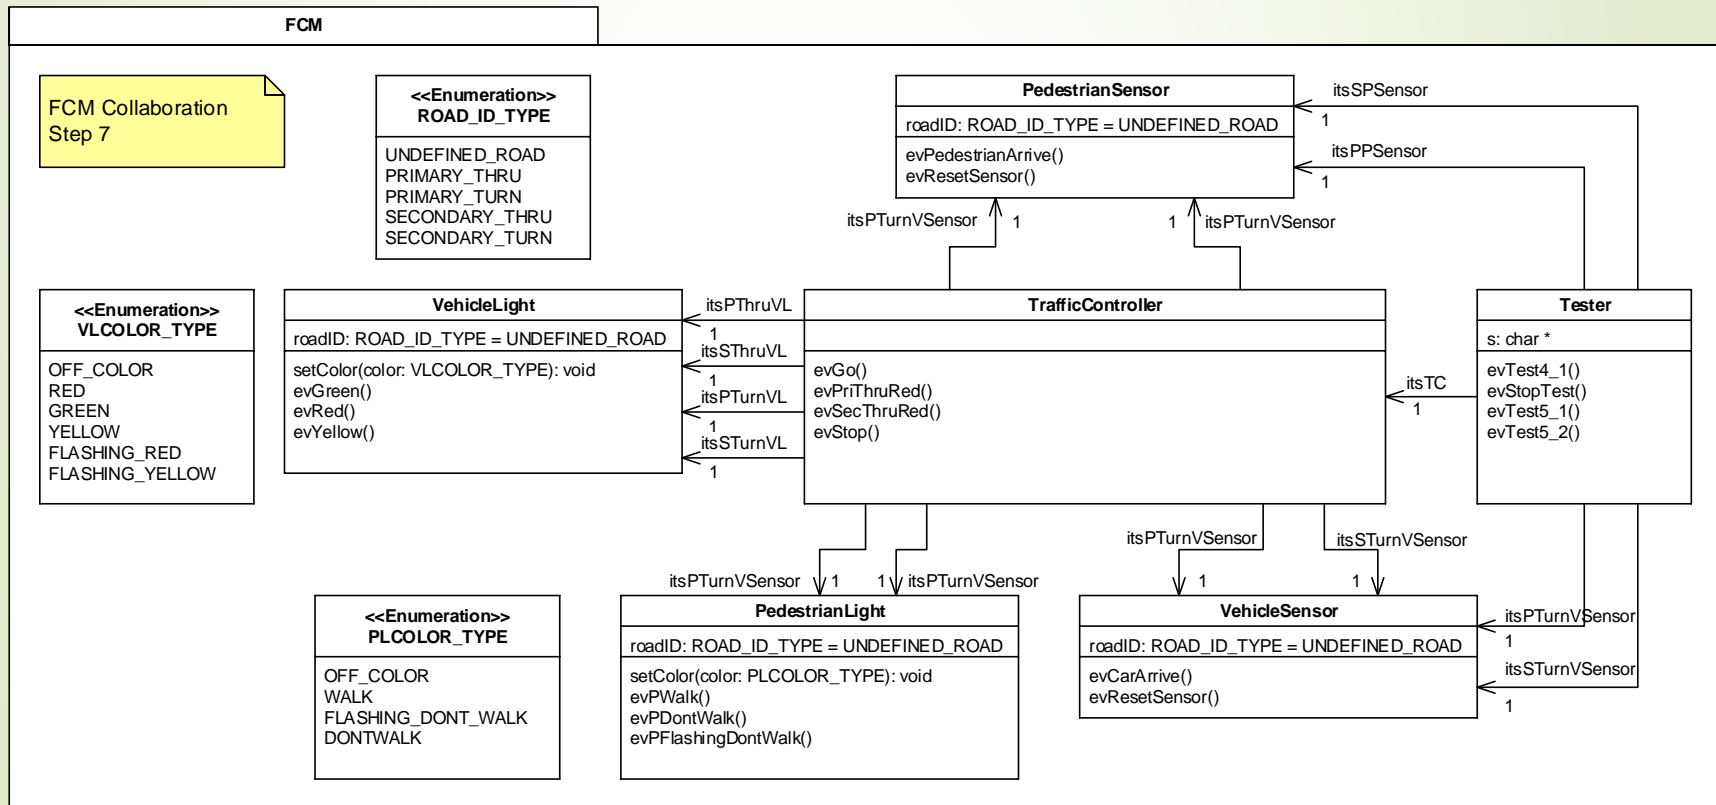 FCM
FCM Collaboration
Step 7
<<Enumeration>>
ROAD_ID_TYPE
UNDEFINED_ROAD
PRIMARY_THRU
PRIMARY_TURN
SECONDARY_THRU
SECONDARY_TURN
PedestrianSensor
roadID: ROAD_ID_TYPE = UNDEFINED_ROAD
evPedestrianArrive()
evResetSensor()
itsSPSensor
1
itsPPSensor
1
itsPTurnVSensor
1
1
itsPTurnVSensor
<<Enumeration>>
VLCOLOR_TYPE
OFF_COLOR
RED
GREEN
YELLOW
FLASHING_RED
FLASHING_YELLOW
VehicleLight
roadID: ROAD_ID_TYPE = UNDEFINED_ROAD
setColor(color: VLCOLOR_TYPE): void
evGreen()
evRed()
evYellow()
itsPThruVL
1
itsSThruVL
1
itsPTurnVL
1
itsSTurnVL
1
TrafficController
evGo()
evPriThruRed()
evSecThruRed()
evStop()
itsTC
1
Tester
s: char *
evTest4_1()
evStopTest()
evTest5_1()
evTest5_2()
itsPTurnVSensor
1
1
itsPTurnVSensor
itsPTurnVSensor
1
itsSTurnVSensor
1
<<Enumeration>>
PLCOLOR_TYPE
OFF_COLOR
WALK
FLASHING_DONT_WALK
DONTWALK
PedestrianLight
roadID: ROAD_ID_TYPE = UNDEFINED_ROAD
setColor(color: PLCOLOR_TYPE): void
evPWalk()
evPDontWalk()
evPFlashingDontWalk()
VehicleSensor
roadID: ROAD_ID_TYPE = UNDEFINED_ROAD
evCarArrive()
evResetSensor()
itsPTurnVSensor
1
itsSTurnVSensor
1